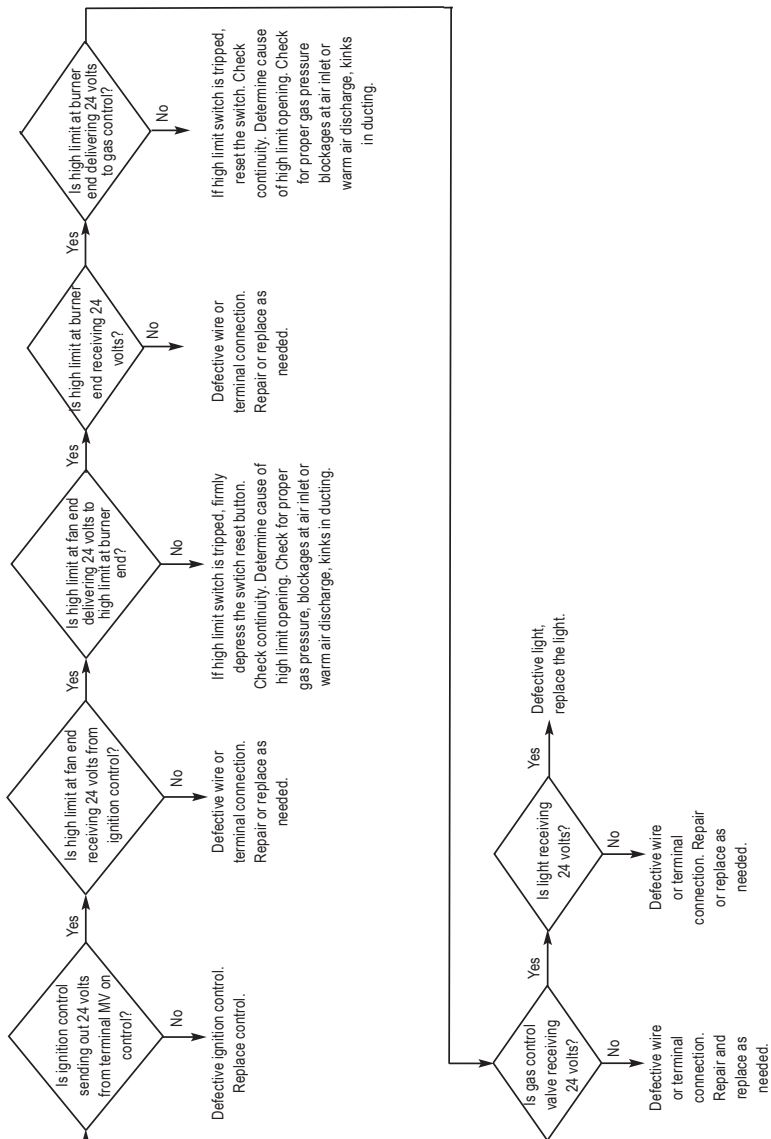 Is ignition control
sending out 24 volts
from terminal MV on
control?
Yes
No
Defective ignition control.
Replace control.
Is high limit at fan end
receiving 24 volts from
ignition control?
Yes
No
Defective wire or
terminal connection.
Repair or replace as
needed.
Is high limit at fan end
delivering 24 volts to
high limit at burner
end?
Yes
No
If high limit switch is tripped, firmly
depress the swtich reset button.
Check continuity. Determine cause of
high limit opening. Check for proper
gas pressure, blockages at air inlet or
warm air discharge, kinks in ducting.
Is high limit at burner
end receiving 24
volts?
Yes
No
Defective wire or
terminal connection.
Repair or replace as
needed.
Is high limit at burner
end delivering 24 volts
to gas control?
No
If high limit switch is tripped,
reset the switch. Check
continuity. Determine cause
of high limit opening. Check
for proper gas pressure
blockages at air inlet or
warm air discharge, kinks
in ducting.
Is gas control
valve receiving
24 volts?
Yes
No
Defective wire
or terminal
connection.
Repair and
replace as
needed.
Is light receiving
24 volts?
Yes
No
Defective wire
or terminal
connection. Repair
or replace as
needed.
Defective light,
replace the light.